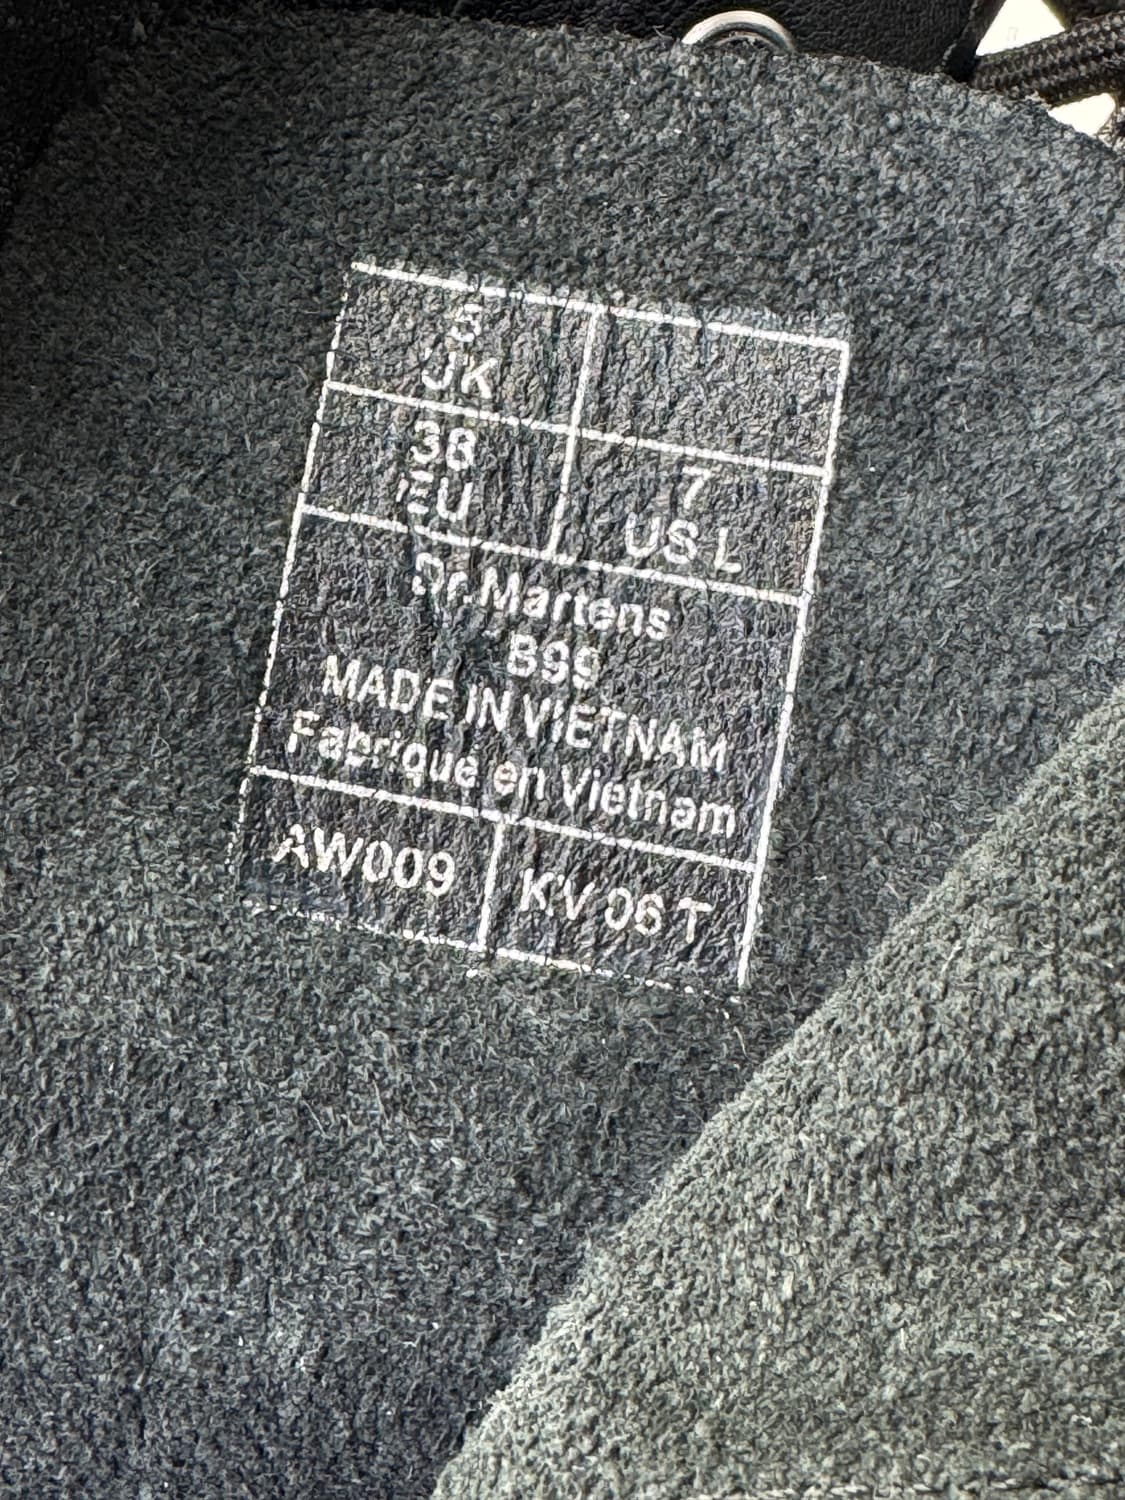 5
UK
38
EU
7
US L
Dr. Martens
B99
MADE IN VIETNAM
Fabriqué en Vietnam
AW009
KV 06 T